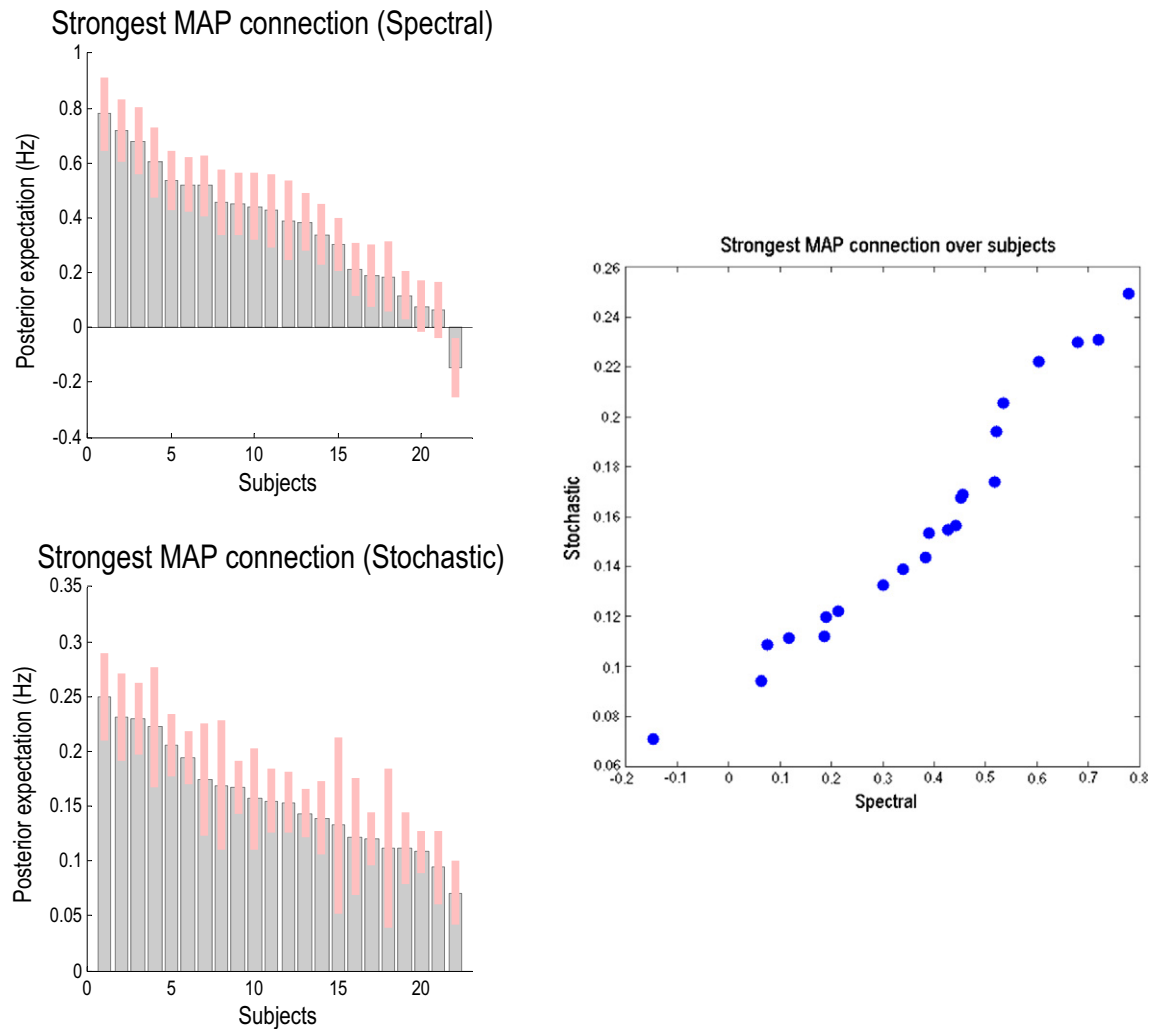 Strongest MAP connection (Spectral)
1
0.8
0.6
0.4
0.2
0
-0.2
-0.4
Posterior expectation (Hz)
0 5 10 15 20
Subjects
Strongest MAP connection (Stochastic)
0.35
0.3
0.25
0.2
0.15
0.1
0.05
0
Posterior expectation (Hz)
0 5 10 15 20
Subjects
Strongest MAP connection over subjects
0.26
0.24
0.22
0.2
0.18
0.16
0.14
0.12
0.1
0.08
0.06
Stochastic
-0.2 -0.1 0 0.1 0.2 0.3 0.4 0.5 0.6 0.7 0.8
Spectral